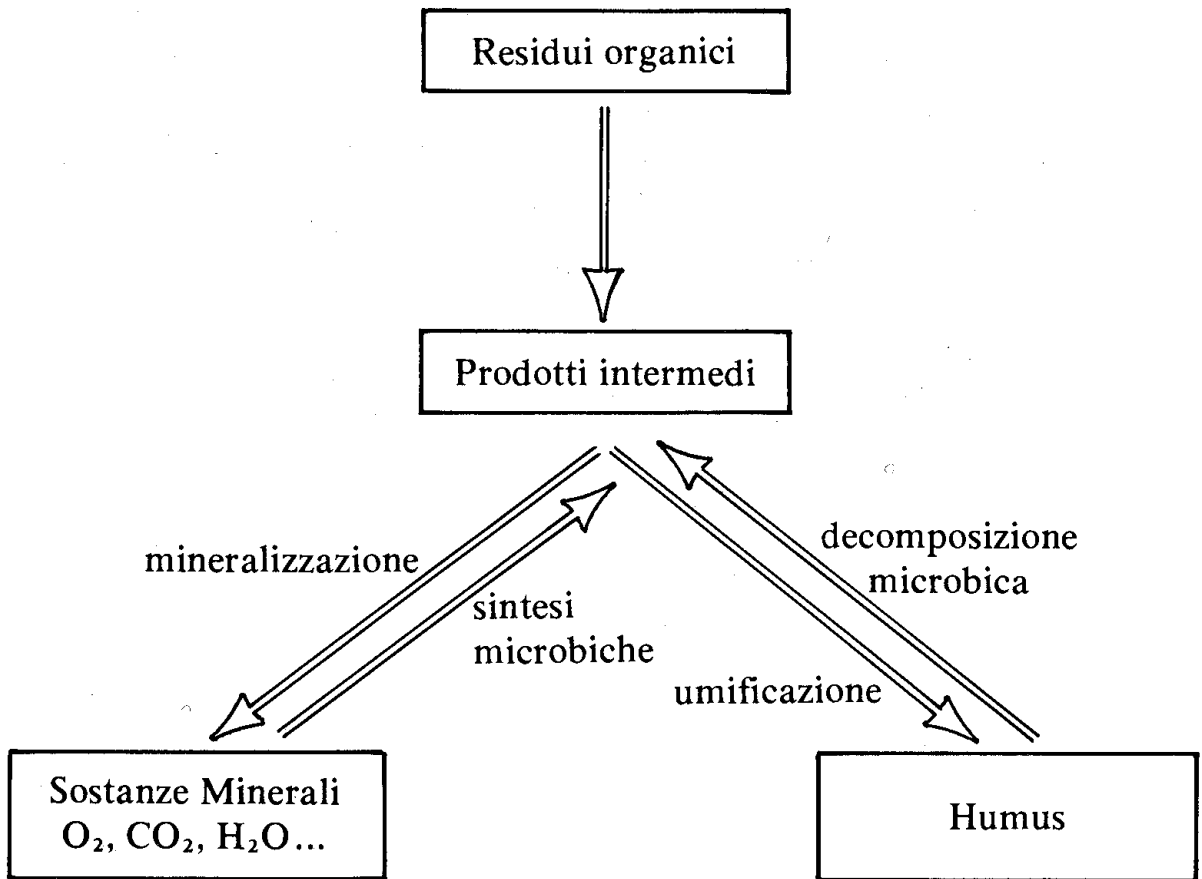 Residui organici
Prodotti intermedi
mineralizzazione
sintesi
microbiche
decomposizione
microbica
umificazione
Sostanze Minerali
O₂, CO₂, H₂O...
Humus